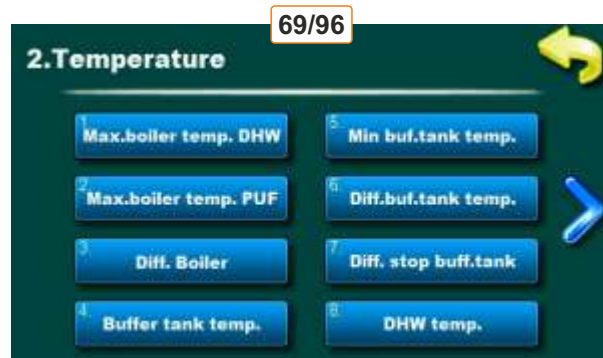 69/96
2.Temperature
1. Max.boiler temp. DHW
2. Max.boiler temp. PUF
3. Diff. Boiler
4. Buffer tank temp.
5. Min buf.tank temp.
6. Diff.buf.tank temp.
7. Diff. stop buff.tank
8. DHW temp.